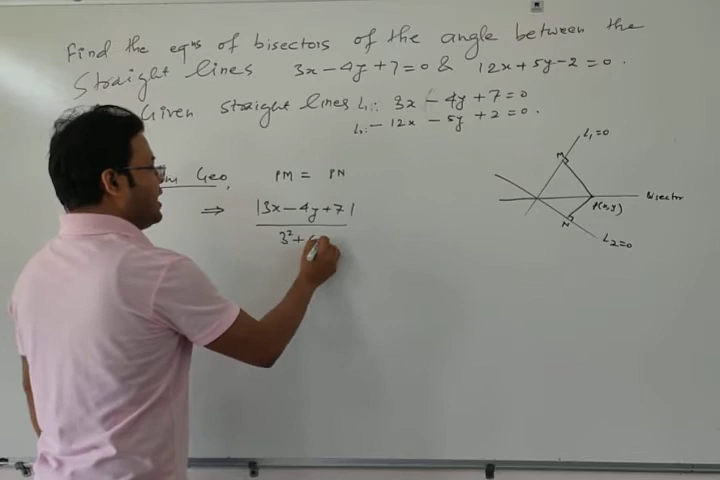 Find the eqns of bisectors of the angle between the
Straight lines 3x-4y+7=0 & 12x+5y-2=0.
Given straight lines L1: 3x-4y+7=0
L2: -12x-5y+2=0.
Geo, PM = PN
⇒ |3x-4y+7|
3²+
L1=0
M
Bisector
P(x,y)
N
L2=0